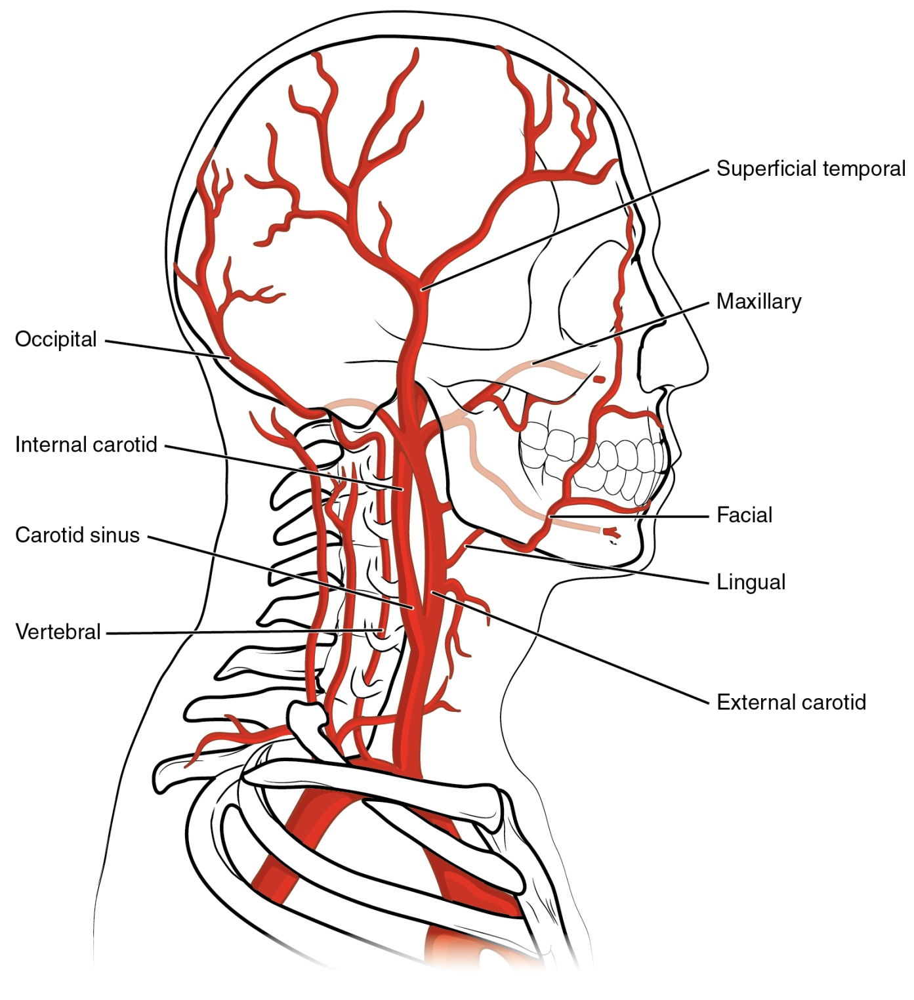 Superficial temporal
Maxillary
Occipital
Internal carotid
Facial
Carotid sinus
Lingual
Vertebral
External carotid